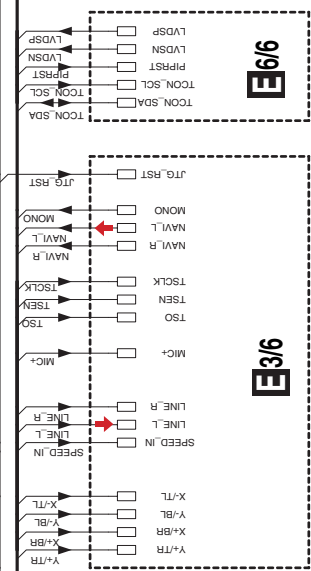 Y+/TR Y+/TR
X+/BR X+/BR
Y-/BL Y-/BL
X-/TL X-/TL
SPEED_IN SPEED_IN
LINE_L LINE_L
LINE_R LINE_R
MIC+ MIC+
TSO TSO
TSEN TSEN
TSCLK TSCLK
NAVI_R NAVI_R
NAVI_L NAVI_L
MONO MONO
JTG_RST JTG_RST
E 3/6
TCON_SDA TCON_SDA
TCON_SCL TCON_SCL
PIPRST PIPRST
LVDSN LVDSN
LVDSP LVDSP
E 6/6